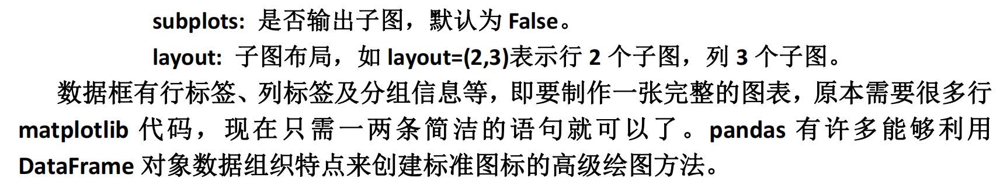 subplots: 是否输出子图，默认为 False。
layout: 子图布局，如 layout=(2,3)表示行 2 个子图，列 3 个子图。
数据框有行标签、列标签及分组信息等，即要制作一张完整的图表，原本需要很多行
matplotlib 代码，现在只需一两条简洁的语句就可以了。pandas 有许多能够利用
DataFrame 对象数据组织特点来创建标准图标的高级绘图方法。